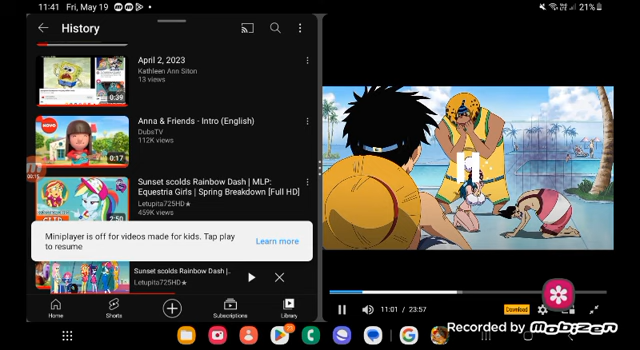 11:41 Fri, May 19
21%
History
April 2, 2023
Kathleen Ann Siton
13 views
0:39
Anna & Friends - Intro (English)
DubsTV
112K views
0:17
00:15
Sunset scolds Rainbow Dash | MLP:
Equestria Girls | Spring Breakdown [Full HD]
Letupita725HD★
459K views
2:50
Miniplayer is off for videos made for kids. Tap play
to resume
Learn more
Sunset scolds Rainbow Dash |..
Letupita725HD★
Home
Shorts
Subscriptions
Library
11:01 / 23:57
Download
Recorded by Mobizen